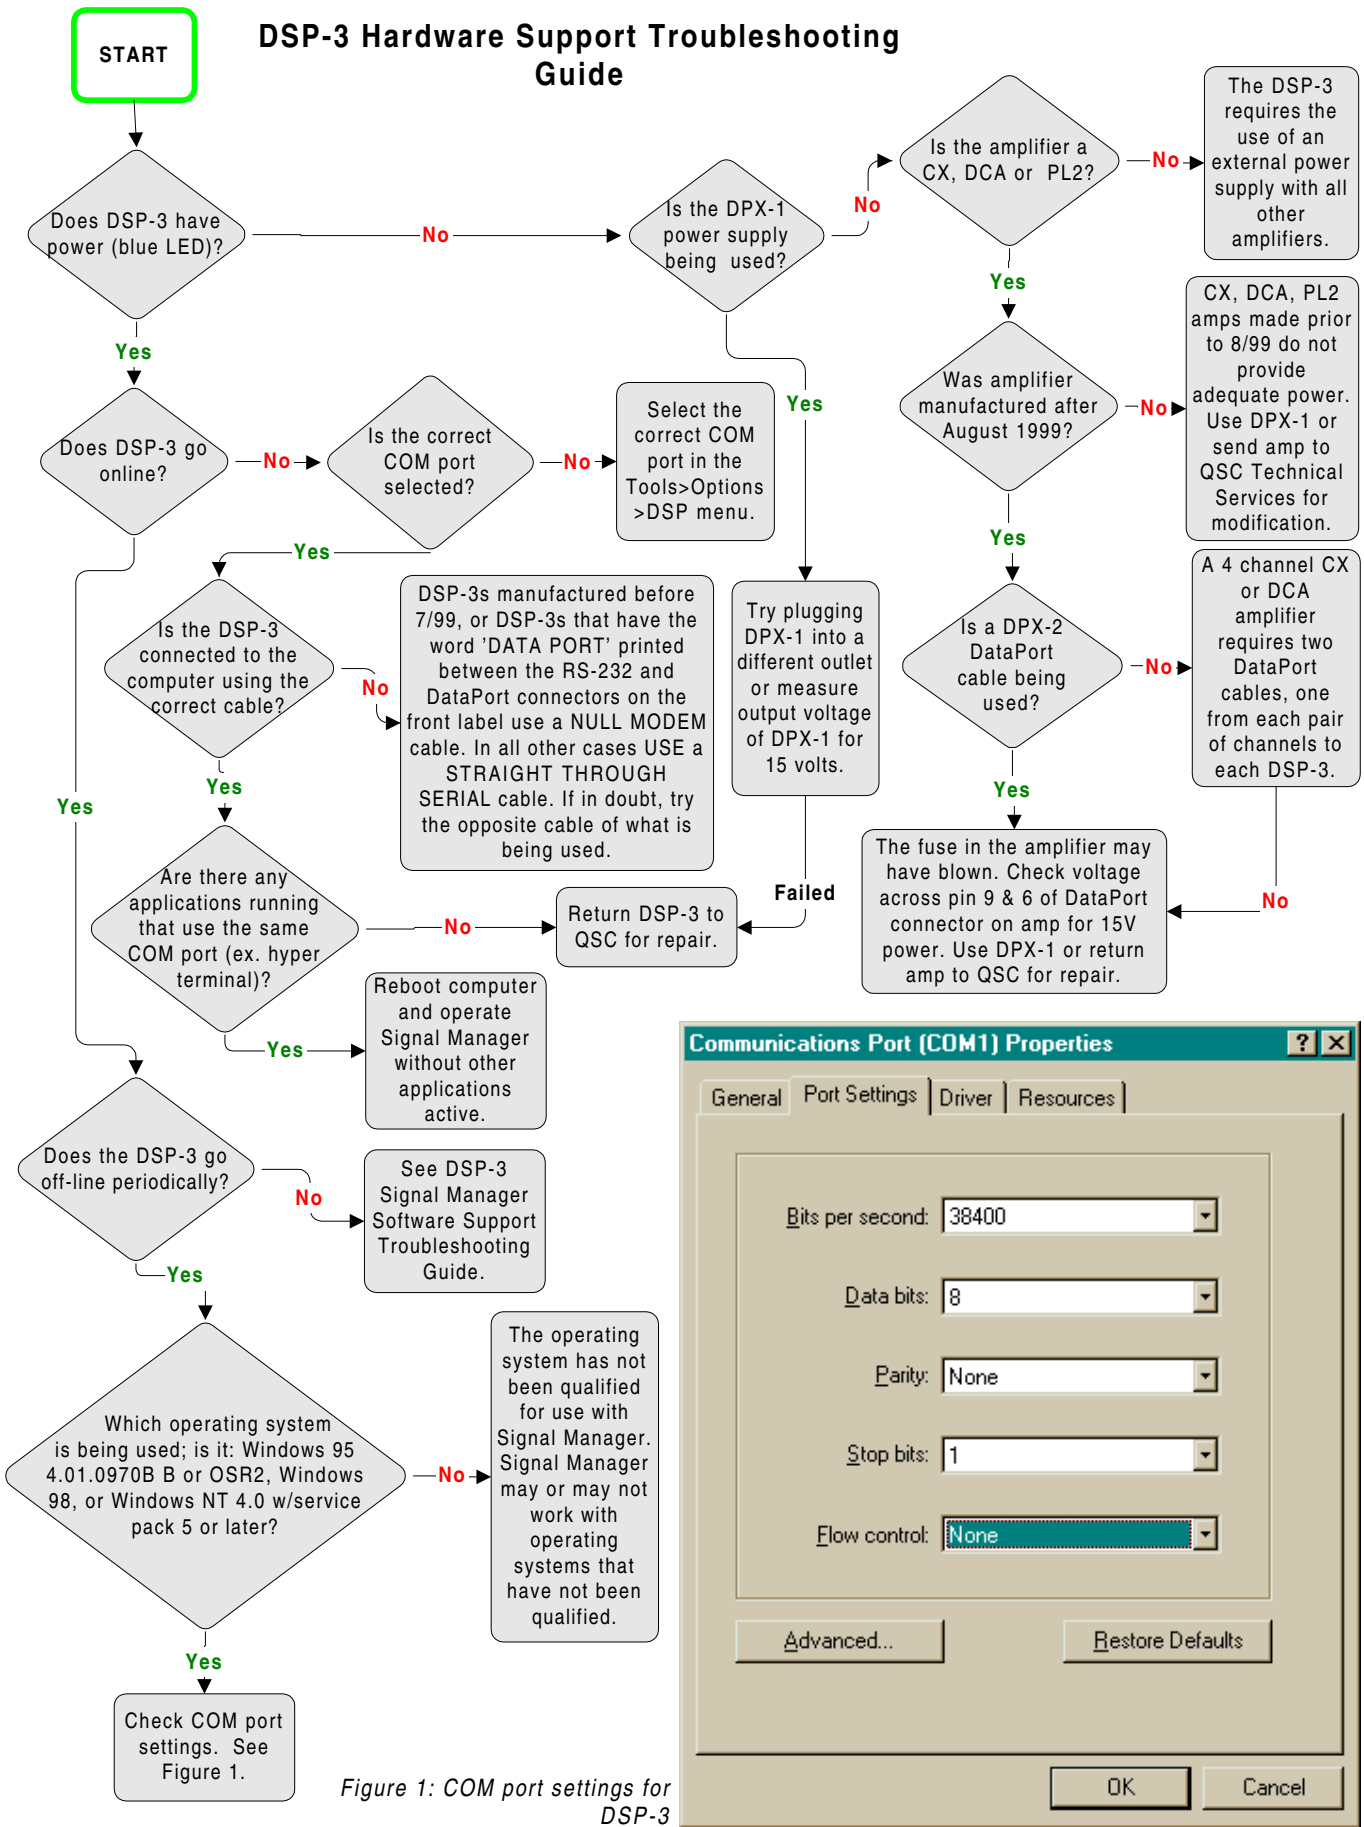 START
DSP-3 Hardware Support Troubleshooting
Guide
Does DSP-3 have
power (blue LED)?
No
Is the DPX-1
power supply
being used?
No
Is the amplifier a
CX, DCA or PL2?
No
The DSP-3
requires the
use of an
external power
supply with all
other
amplifiers.
Yes
Yes
Yes
Does DSP-3 go
online?
No
Is the correct
COM port
selected?
No
Select the
correct COM
port in the
Tools>Options
>DSP menu.
Was amplifier
manufactured after
August 1999?
No
CX, DCA, PL2
amps made prior
to 8/99 do not
provide
adequate power.
Use DPX-1 or
send amp to
QSC Technical
Services for
modification.
Yes
Yes
Is the DSP-3
connected to the
computer using the
correct cable?
No
DSP-3s manufactured before
7/99, or DSP-3s that have the
word 'DATA PORT' printed
between the RS-232 and
DataPort connectors on the
front label use a NULL MODEM
cable. In all other cases USE a
STRAIGHT THROUGH
SERIAL cable. If in doubt, try
the opposite cable of what is
being used.
Try plugging
DPX-1 into a
different outlet
or measure
output voltage
of DPX-1 for
15 volts.
Is a DPX-2
DataPort
cable being
used?
No
A 4 channel CX
or DCA
amplifier
requires two
DataPort
cables, one
from each pair
of channels to
each DSP-3.
Yes
Yes
Yes
Are there any
applications running
that use the same
COM port (ex. hyper
terminal)?
No
Return DSP-3 to
QSC for repair.
Failed
The fuse in the amplifier may
have blown. Check voltage
across pin 9 & 6 of DataPort
connector on amp for 15V
power. Use DPX-1 or return
amp to QSC for repair.
No
Yes
Reboot computer
and operate
Signal Manager
without other
applications
active.
Does the DSP-3 go
off-line periodically?
No
See DSP-3
Signal Manager
Software Support
Troubleshooting
Guide.
Yes
Which operating system
is being used; is it: Windows 95
4.01.0970B B or OSR2, Windows
98, or Windows NT 4.0 w/service
pack 5 or later?
No
The operating
system has not
been qualified
for use with
Signal Manager.
Signal Manager
may or may not
work with
operating
systems that
have not been
qualified.
Yes
Check COM port
settings. See
Figure 1.
Communications Port (COM1) Properties
General Port Settings Driver Resources
Bits per second: 38400
Data bits: 8
Parity: None
Stop bits: 1
Flow control: None
Advanced... Restore Defaults
OK Cancel
Figure 1: COM port settings for
DSP-3